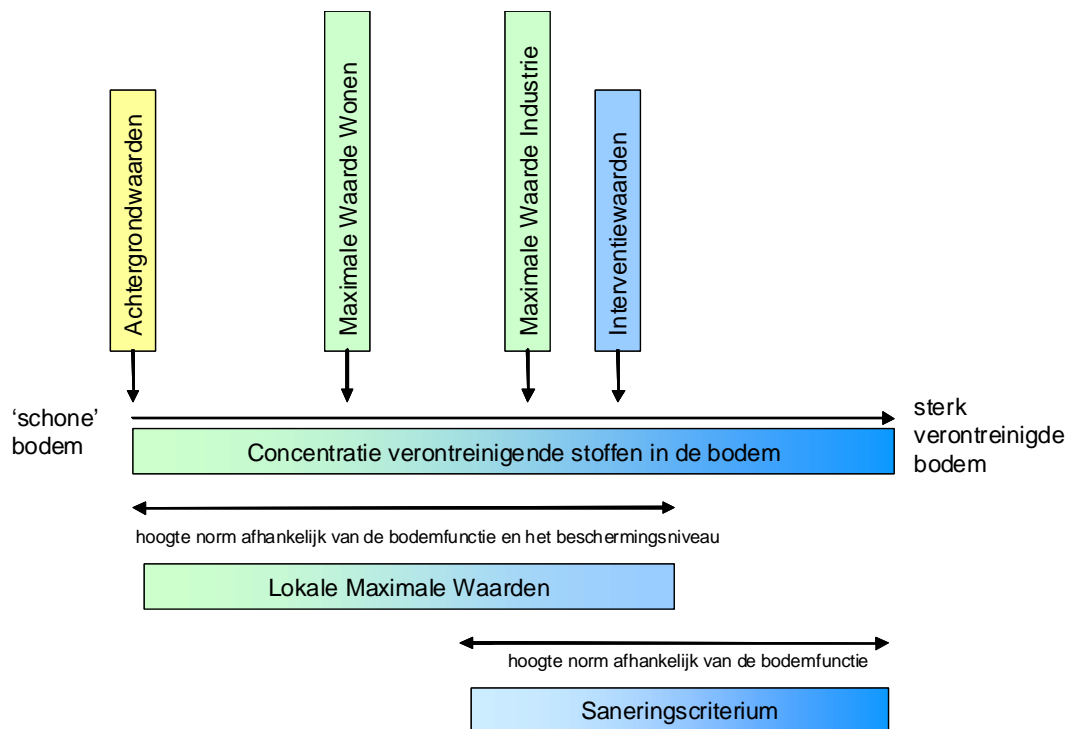 Achtergrondwaarden
Maximale Waarde Wonen
Maximale Waarde Industrie
Interventiewaarden
‘schone’
bodem
sterk
verontreinigde
bodem
Concentratie verontreinigende stoffen in de bodem
hoogte norm afhankelijk van de bodemfunctie en het beschermingsniveau
Lokale Maximale Waarden
hoogte norm afhankelijk van de bodemfunctie
Saneringscriterium